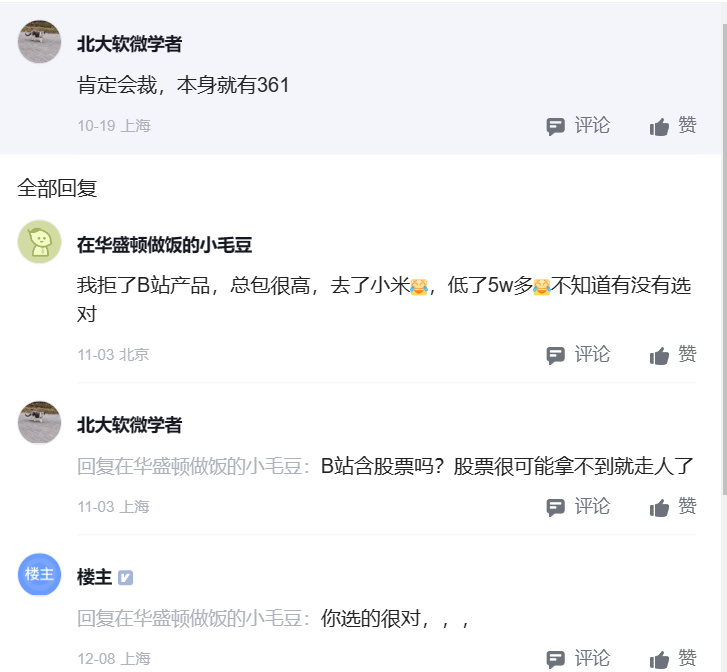 北大软微学者
肯定会裁，本身就有361
10-19 上海
评论 赞
全部回复
在华盛顿做饭的小毛豆
我拒了B站产品，总包很高，去了小米😹，低了5w多😹不知道有没有选
对
11-03 北京
评论 赞
北大软微学者
回复在华盛顿做饭的小毛豆：B站含股票吗？股票很可能拿不到就走人了
11-03 上海
评论 赞
楼主
楼主
回复在华盛顿做饭的小毛豆：你选的很对，，，
12-08 上海
评论 赞